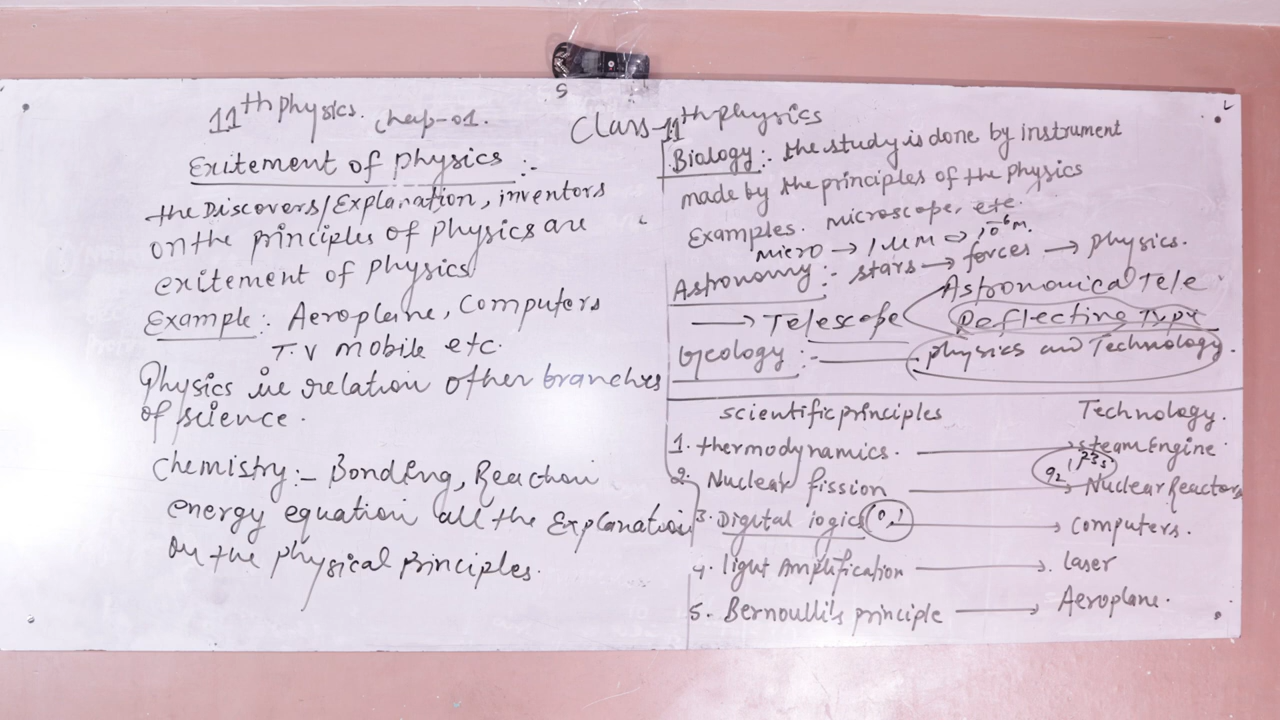 11th physics. chap-01.
Exitement of physics :-
the Discovers/Explanation, inventors
on the principles of physics are
exitement of physics
Example: Aeroplane, Computers
T.V mobile etc.
Physics in relation other branches
of science.
Chemistry:- Bonding, Reaction
energy equation all the Explanation
on the physical principles.
Class-11th physics
Biology:- the study is done by instrument
made by the principles of the physics
Examples. microscope, etc.
micro → 1 μm → 10⁻⁶m.
Astronomy:- stars → forces → physics.
Astronomical Tele
→ Telescope Reflecting Type
Geology:- physics and Technology.
scientific principles Technology.
1. thermodynamics. → steam Engine
92 U 235
2. Nuclear fission → Nuclear Reactors
3. Digital logics (0,1) → computers.
4. light Amplification → laser
5. Bernoulli's principle → Aeroplane.